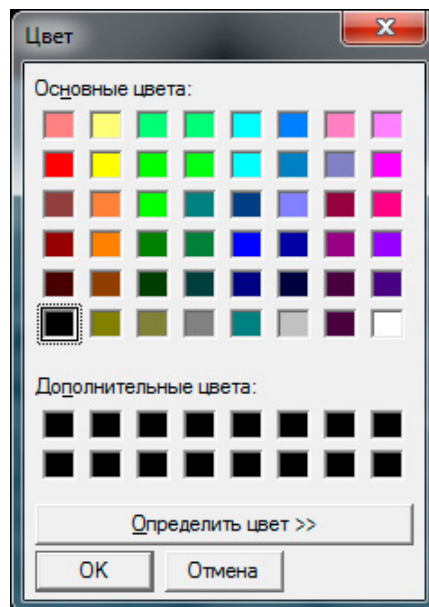 Цвет
Основные цвета:
Дополнительные цвета:
Определить цвет >>
OK
Отмена